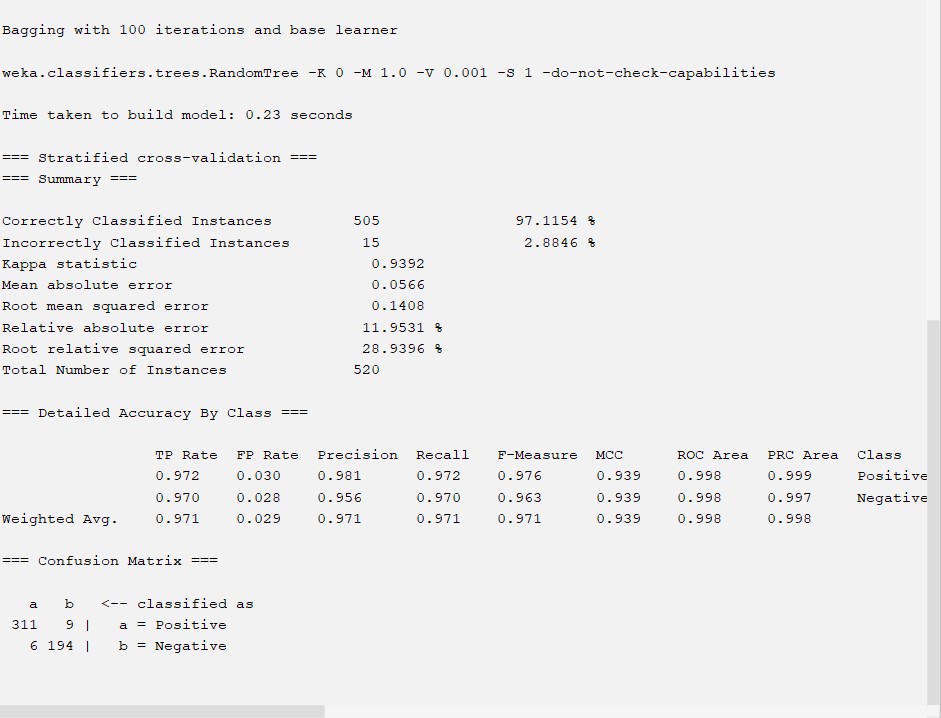 Bagging with 100 iterations and base learner
weka.classifiers.trees.RandomTree -K 0 -M 1.0 -V 0.001 -S 1 -do-not-check-capabilities
Time taken to build model: 0.23 seconds
=== Stratified cross-validation ===
=== Summary ===
Correctly Classified Instances 505 97.1154 %
Incorrectly Classified Instances 15 2.8846 %
Kappa statistic 0.9392
Mean absolute error 0.0566
Root mean squared error 0.1408
Relative absolute error 11.9531 %
Root relative squared error 28.9396 %
Total Number of Instances 520
=== Detailed Accuracy By Class ===
TP Rate FP Rate Precision Recall F-Measure MCC ROC Area PRC Area Class
0.972 0.030 0.981 0.972 0.976 0.939 0.998 0.999 Positive
0.970 0.028 0.956 0.970 0.963 0.939 0.998 0.997 Negative
Weighted Avg. 0.971 0.029 0.971 0.971 0.971 0.939 0.998 0.998
=== Confusion Matrix ===
a b <-- classified as
311 9 | a = Positive
6 194 | b = Negative